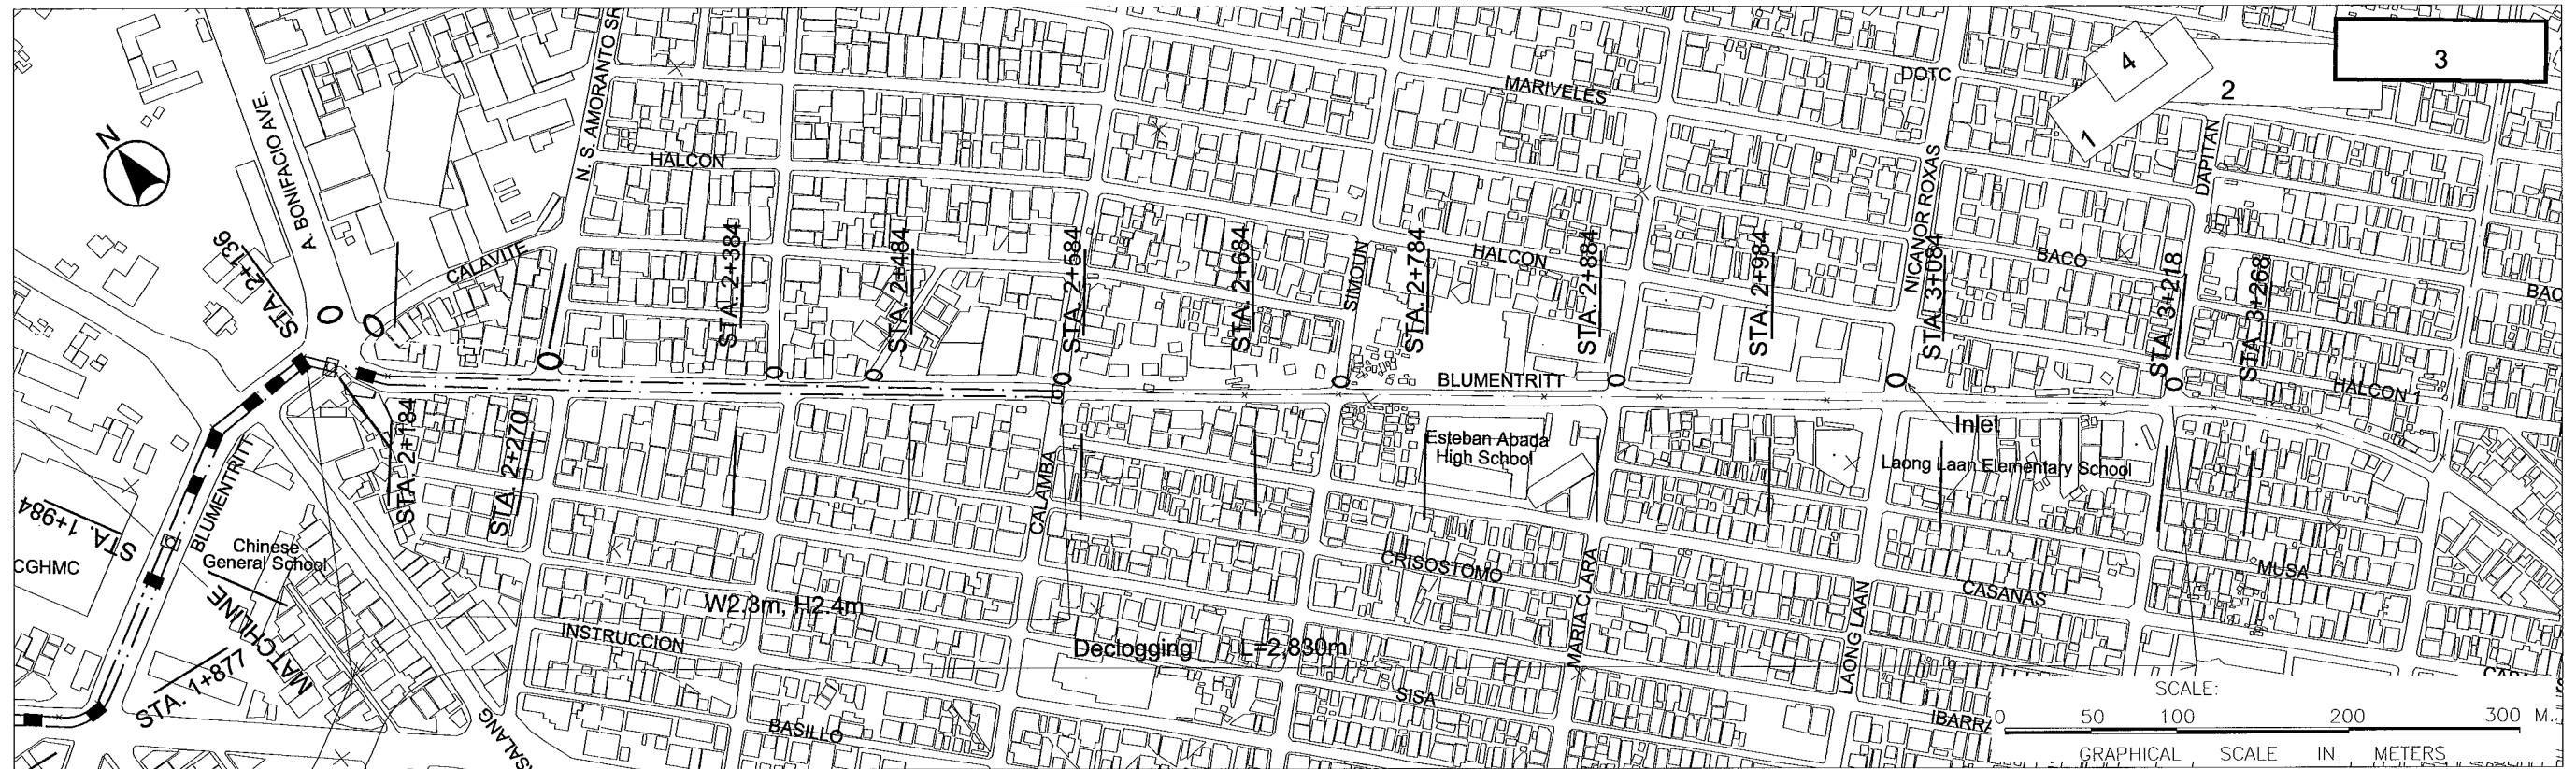 N. S. AMORANTO SR
A. BONIFACIO AVE.
N
MARIVELES
DOTC
4
1
2
3
HALCON
DAPITAN
NICANOR ROXAS
CALAVITE
STA. 2+136
STA. 2+384
STA. 2+484
STA. 2+584
STA. 2+684
SIMOUN
STA. 2+784
HALCON
STA. 2+884
STA. 2+984
STA. 3+084
BACO
STA. 3+218
STA. 3+268
BAC
BLUMENTRITT
HALCON 1
STA. 2+184
STA. 2+270
CALAMBA
Esteban Abada
High School
Inlet
Laong Laan Elementary School
STA. 1+984
BLUMENTRITT
CGHMC
Chinese
General School
MATCHLINE
STA. 1+877
W2.3m, H2.4m
CRISOSTOMO
MARIA CLARA
LAONG LAAN
CASANAS
MUSA
INSTRUCCION
Declogging L=2,830m
SISA
BASILLO
SALANG
IBARRA
SCALE:
0 50 100 200 300 M.
GRAPHICAL SCALE IN METERS